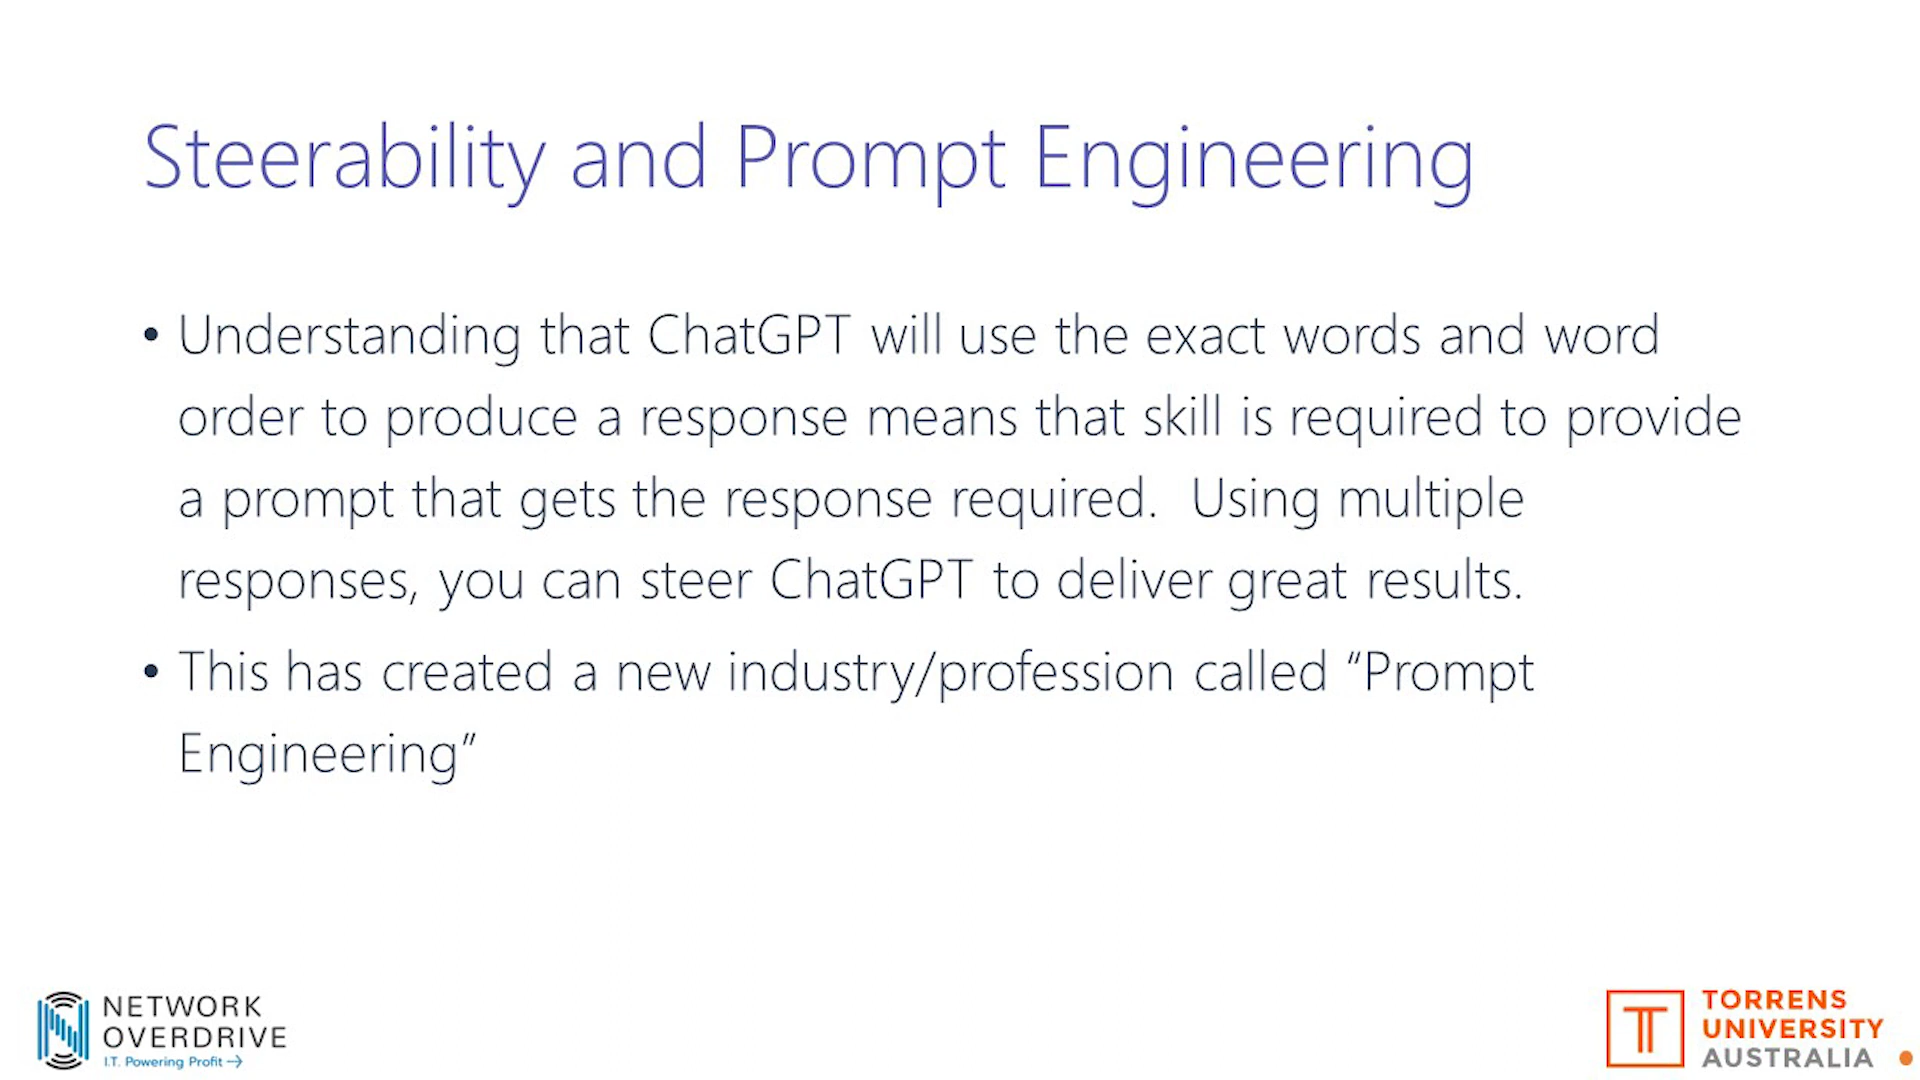 Steerability and Prompt Engineering
• Understanding that ChatGPT will use the exact words and word
order to produce a response means that skill is required to provide
a prompt that gets the response required.  Using multiple
responses, you can steer ChatGPT to deliver great results.
• This has created a new industry/profession called “Prompt
Engineering”
NETWORK
OVERDRIVE
I.T. Powering Profit →
TORRENS
UNIVERSITY
AUSTRALIA